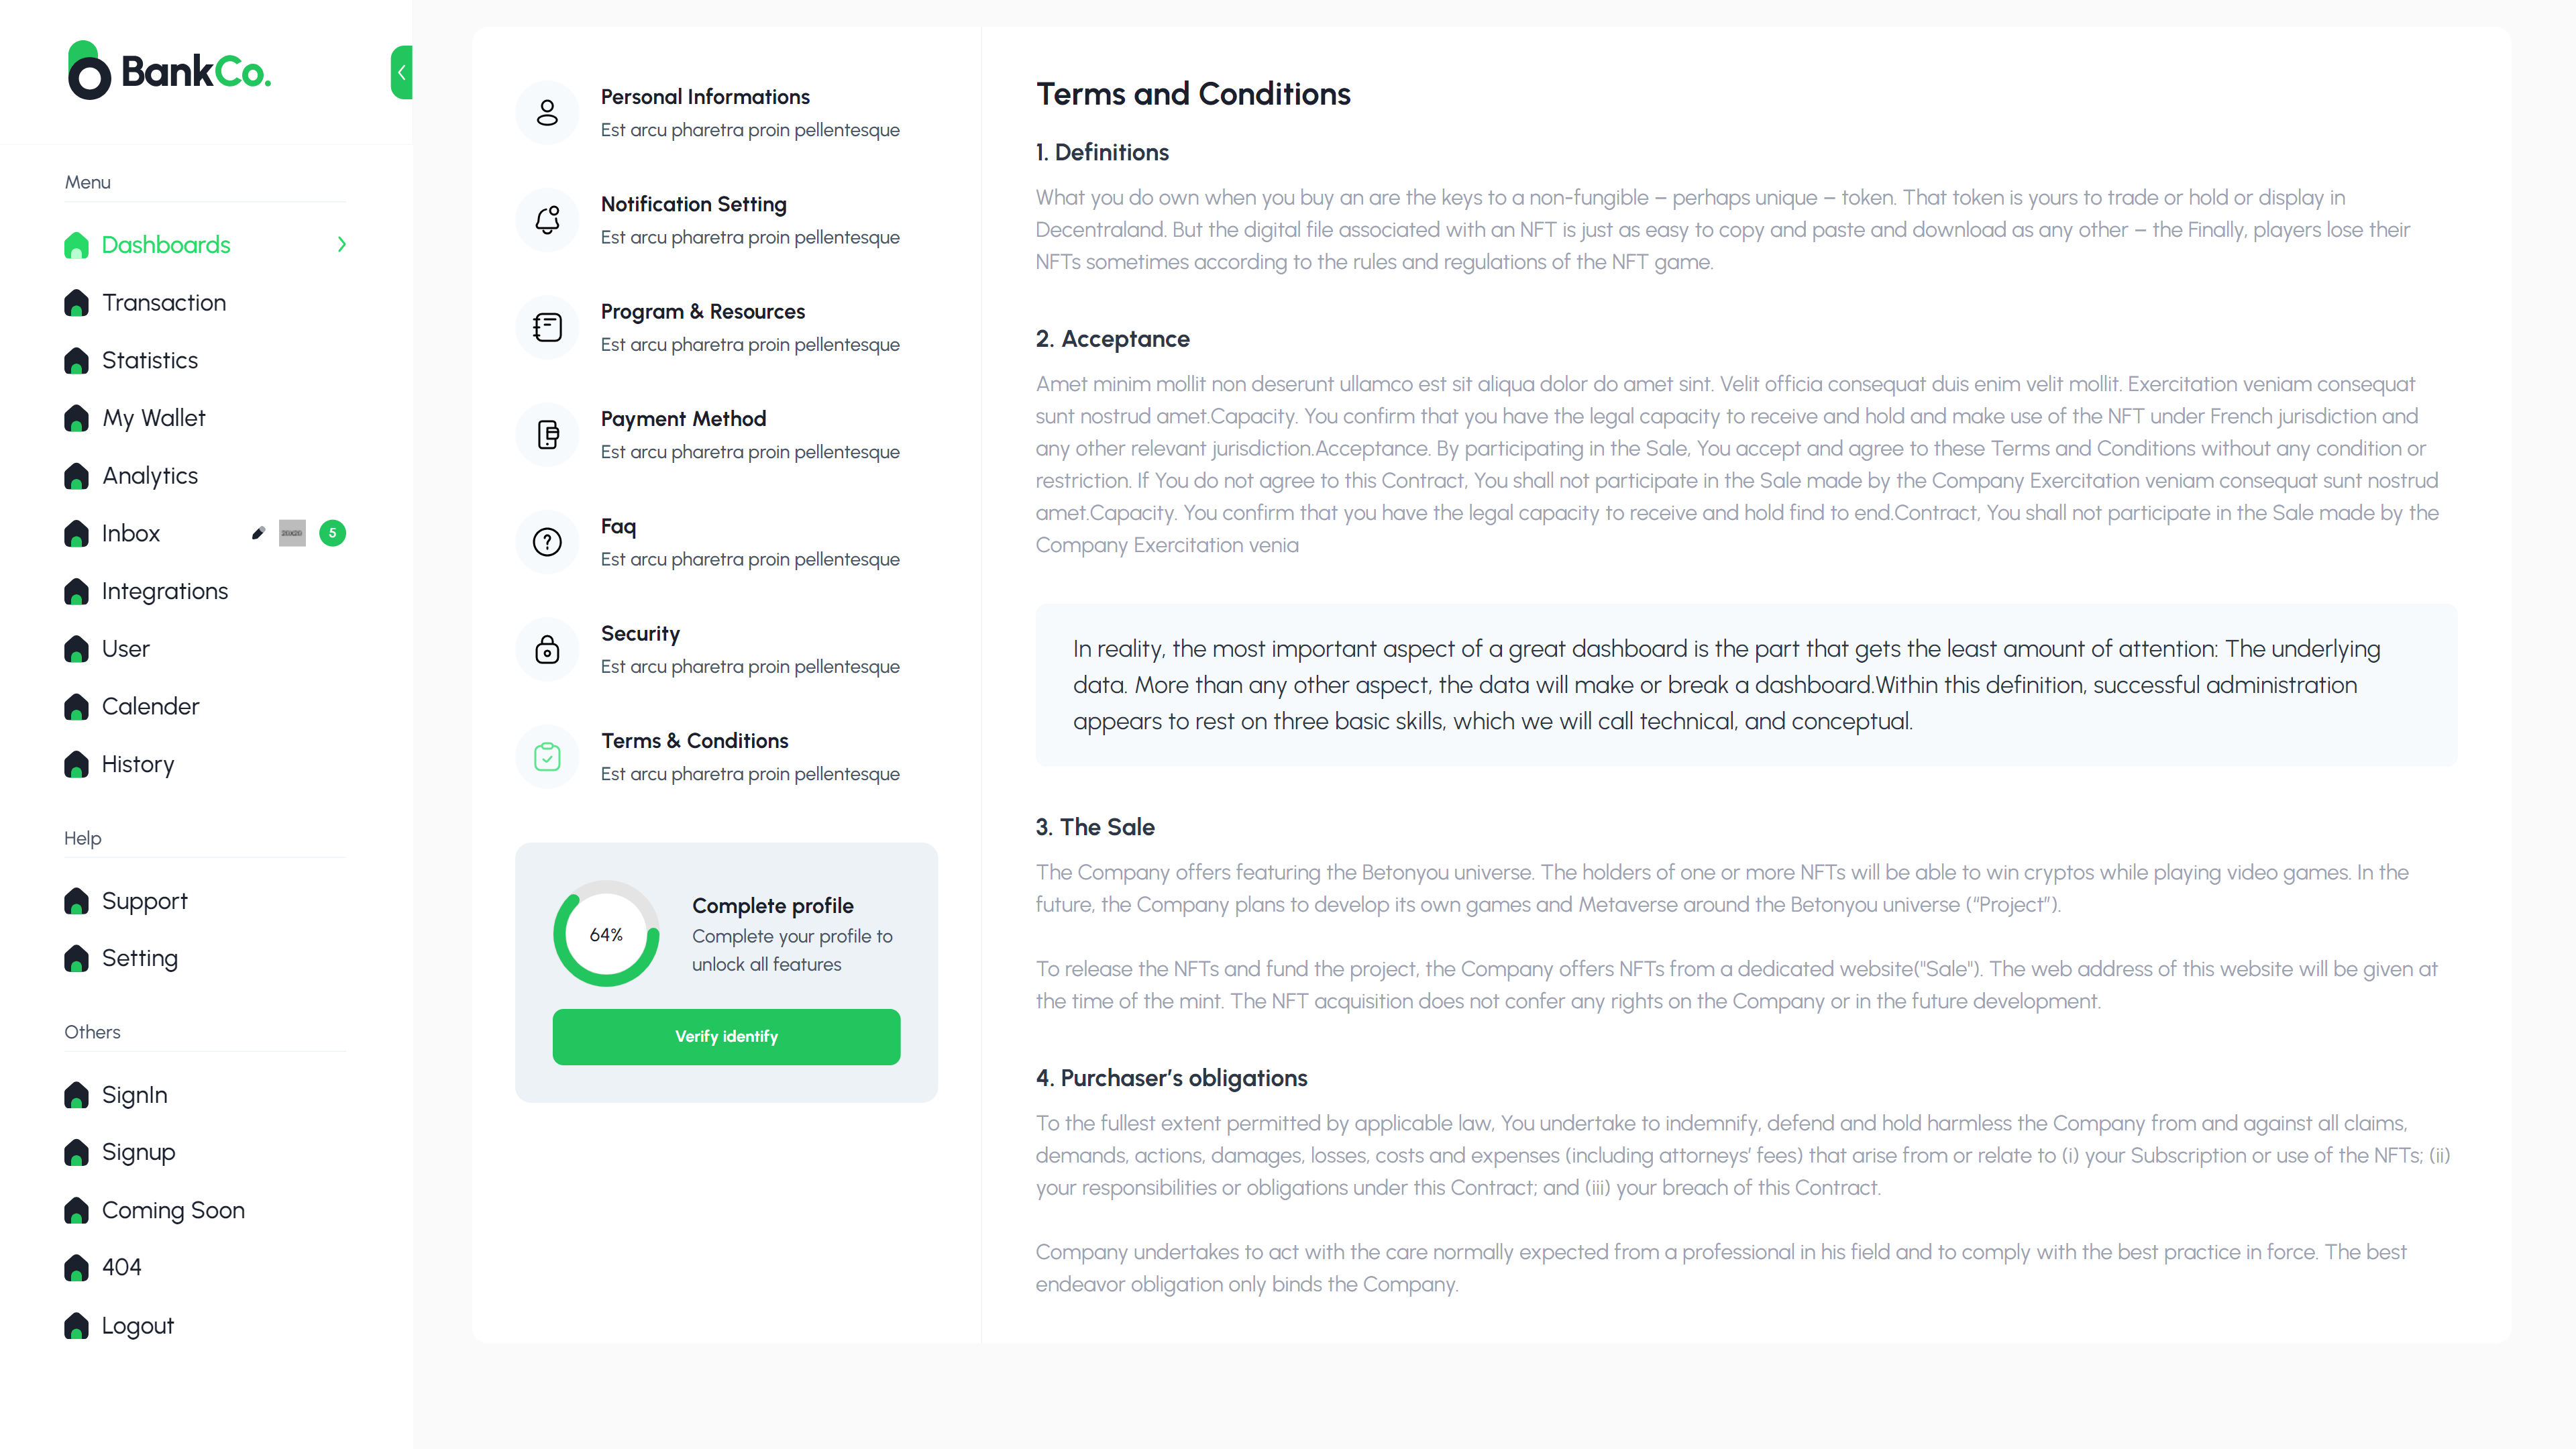 BankCo.
Menu
Dashboards
Transaction
Statistics
My Wallet
Analytics
Inbox
5
Integrations
User
Calender
History
Help
Support
Setting
Others
SignIn
Signup
Coming Soon
404
Logout
Personal Informations
Est arcu pharetra proin pellentesque
Notification Setting
Est arcu pharetra proin pellentesque
Program & Resources
Est arcu pharetra proin pellentesque
Payment Method
Est arcu pharetra proin pellentesque
Faq
Est arcu pharetra proin pellentesque
Security
Est arcu pharetra proin pellentesque
Terms & Conditions
Est arcu pharetra proin pellentesque
64%
Complete profile
Complete your profile to
unlock all features
Verify identify
Terms and Conditions
1. Definitions
What you do own when you buy an are the keys to a non-fungible – perhaps unique – token. That token is yours to trade or hold or display in
Decentraland. But the digital file associated with an NFT is just as easy to copy and paste and download as any other – the Finally, players lose their
NFTs sometimes according to the rules and regulations of the NFT game.
2. Acceptance
Amet minim mollit non deserunt ullamco est sit aliqua dolor do amet sint. Velit officia consequat duis enim velit mollit. Exercitation veniam consequat
sunt nostrud amet.Capacity. You confirm that you have the legal capacity to receive and hold and make use of the NFT under French jurisdiction and
any other relevant jurisdiction.Acceptance. By participating in the Sale, You accept and agree to these Terms and Conditions without any condition or
restriction. If You do not agree to this Contract, You shall not participate in the Sale made by the Company Exercitation veniam consequat sunt nostrud
amet.Capacity. You confirm that you have the legal capacity to receive and hold find to end.Contract, You shall not participate in the Sale made by the
Company Exercitation venia
In reality, the most important aspect of a great dashboard is the part that gets the least amount of attention: The underlying
data. More than any other aspect, the data will make or break a dashboard.Within this definition, successful administration
appears to rest on three basic skills, which we will call technical, and conceptual.
3. The Sale
The Company offers featuring the Betonyou universe. The holders of one or more NFTs will be able to win cryptos while playing video games. In the
future, the Company plans to develop its own games and Metaverse around the Betonyou universe (“Project”).
To release the NFTs and fund the project, the Company offers NFTs from a dedicated website("Sale"). The web address of this website will be given at
the time of the mint. The NFT acquisition does not confer any rights on the Company or in the future development.
4. Purchaser’s obligations
To the fullest extent permitted by applicable law, You undertake to indemnify, defend and hold harmless the Company from and against all claims,
demands, actions, damages, losses, costs and expenses (including attorneys’ fees) that arise from or relate to (i) your Subscription or use of the NFTs; (ii)
your responsibilities or obligations under this Contract; and (iii) your breach of this Contract.
Company undertakes to act with the care normally expected from a professional in his field and to comply with the best practice in force. The best
endeavor obligation only binds the Company.